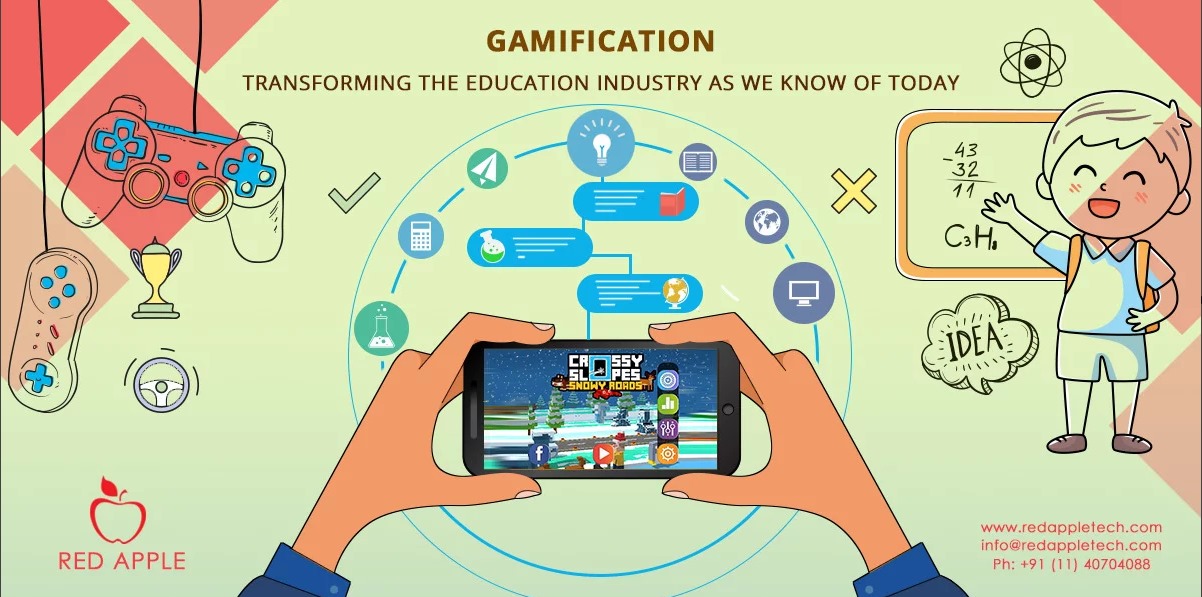 GAMIFICATION
TRANSFORMING THE EDUCATION INDUSTRY AS WE KNOW OF TODAY
-43
32
11
C₃H₈
IDEA
CROSSY
SLOPES
SNOWY ROADS
f
RED APPLE
www.redappletech.com
info@redappletech.com
Ph: +91 (11) 40704088